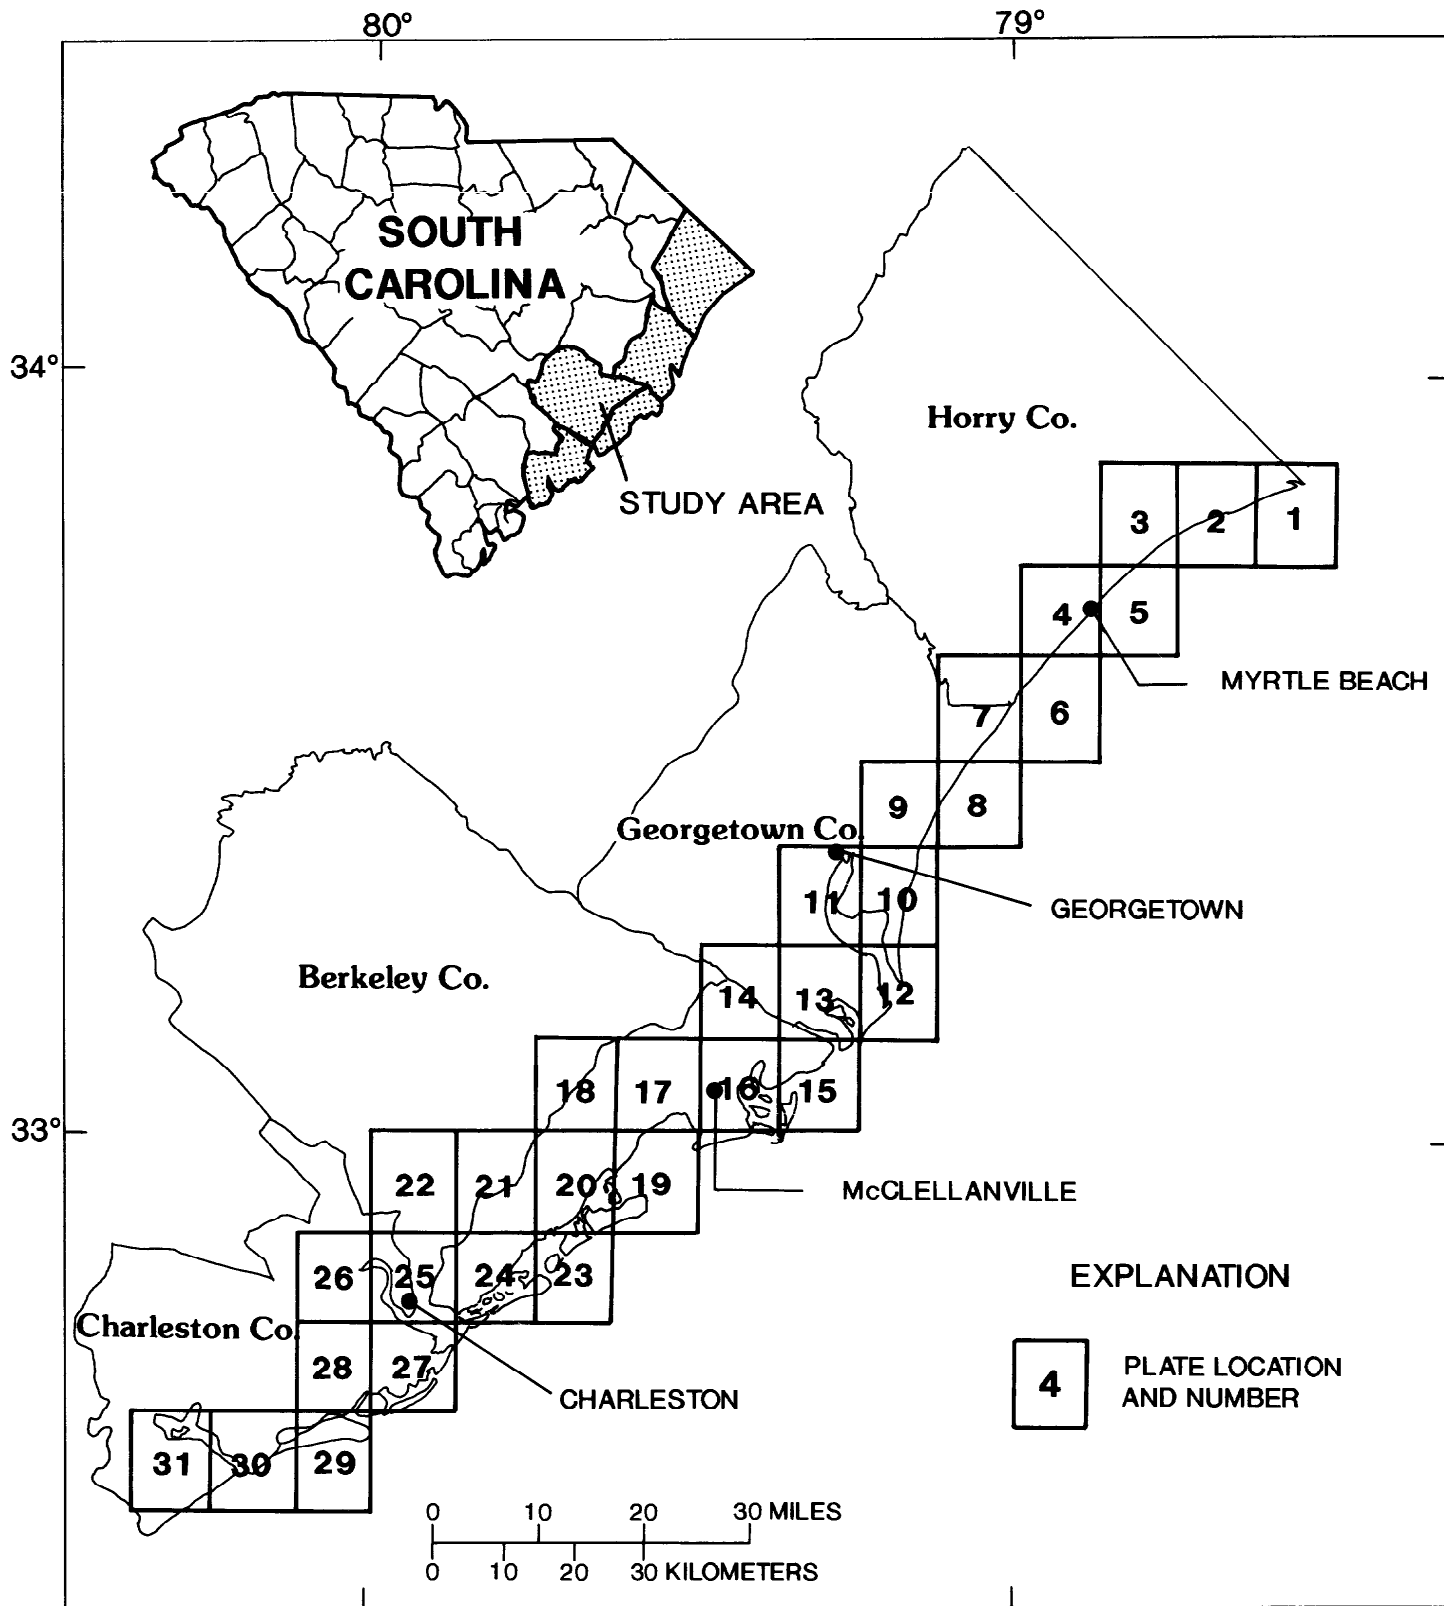 80° 79°
SOUTH
CAROLINA
34°
Horry Co.
STUDY AREA
3 2 1
4 5
MYRTLE BEACH
7 6
9 8
Georgetown Co.
11 10
GEORGETOWN
Berkeley Co.
14 13 12
18 17 16 15
33°
22 21 20 19
McCLELLANVILLE
26 25 24 23
EXPLANATION
Charleston Co.
28 27
4 PLATE LOCATION
AND NUMBER
CHARLESTON
31 30 29
0 10 20 30 MILES
0 10 20 30 KILOMETERS